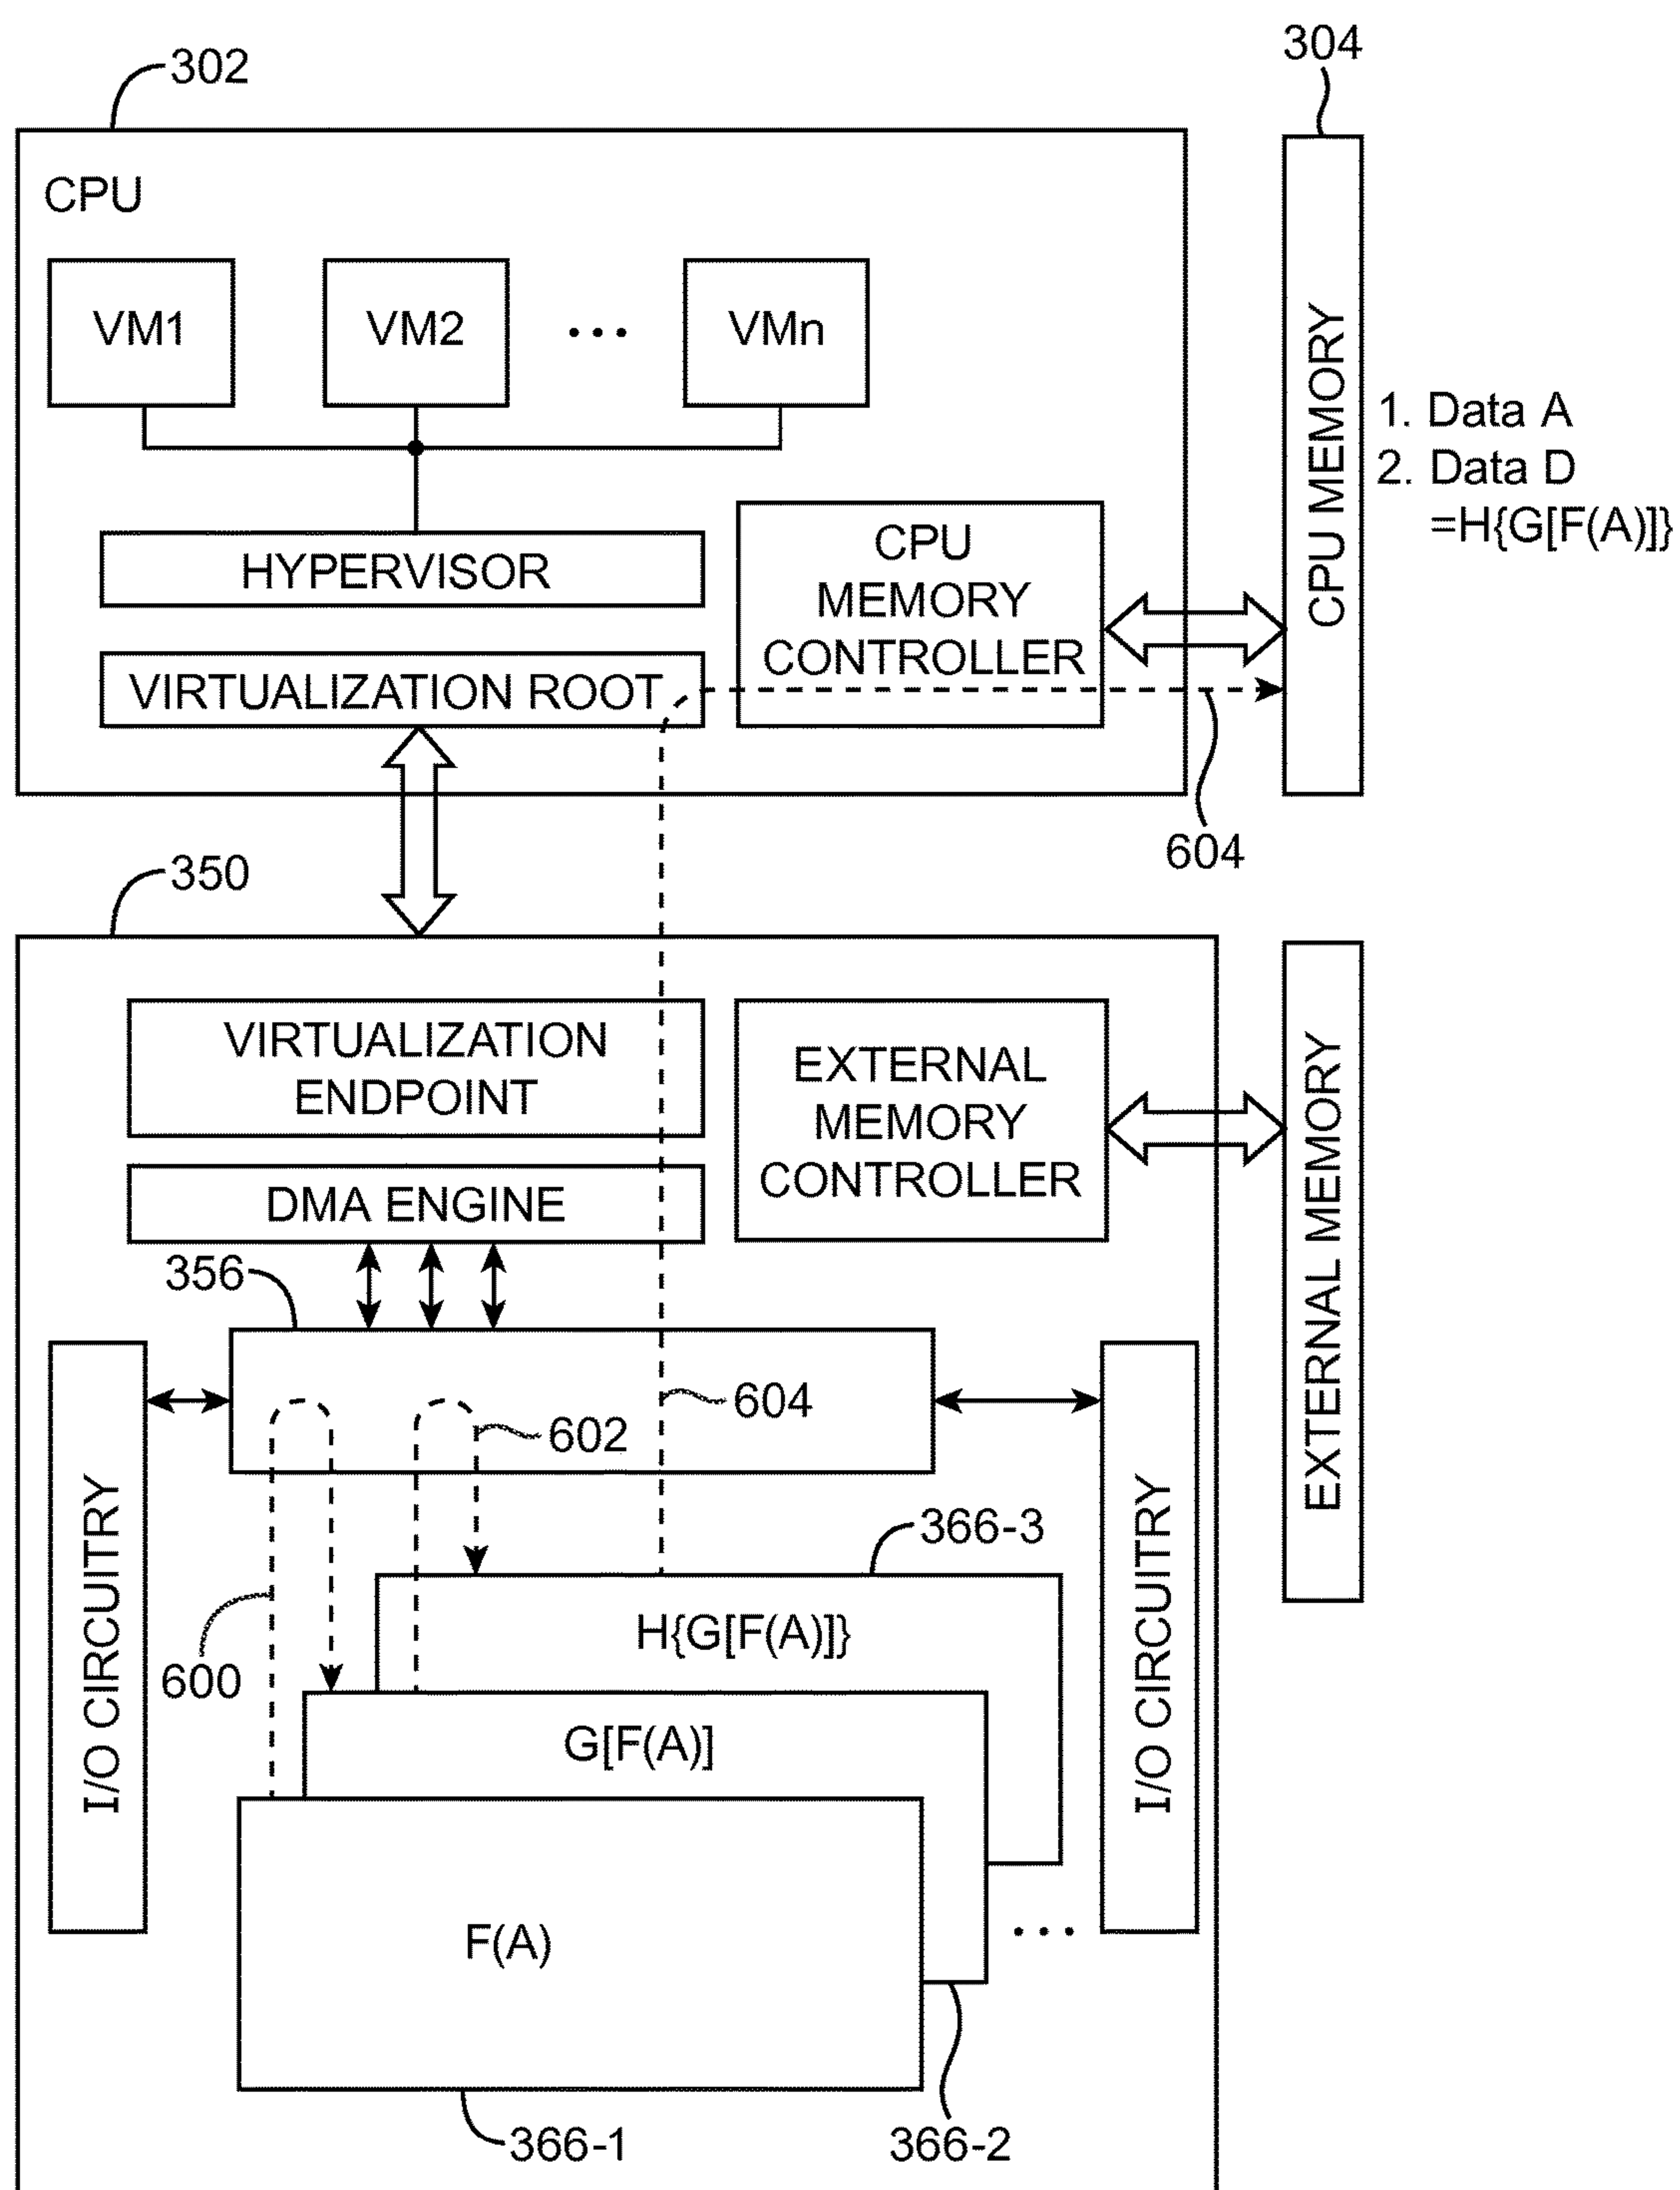 302
304
CPU
VM1
VM2
...
VMn
CPU MEMORY
1. Data A
2. Data D
=H{G[F(A)]}
HYPERVISOR
CPU
MEMORY
CONTROLLER
VIRTUALIZATION ROOT
604
350
VIRTUALIZATION
ENDPOINT
EXTERNAL
MEMORY
CONTROLLER
EXTERNAL MEMORY
DMA ENGINE
356
604
602
I/O CIRCUITRY
I/O CIRCUITRY
366-3
H{G[F(A)]}
600
G[F(A)]
F(A)
...
366-1
366-2